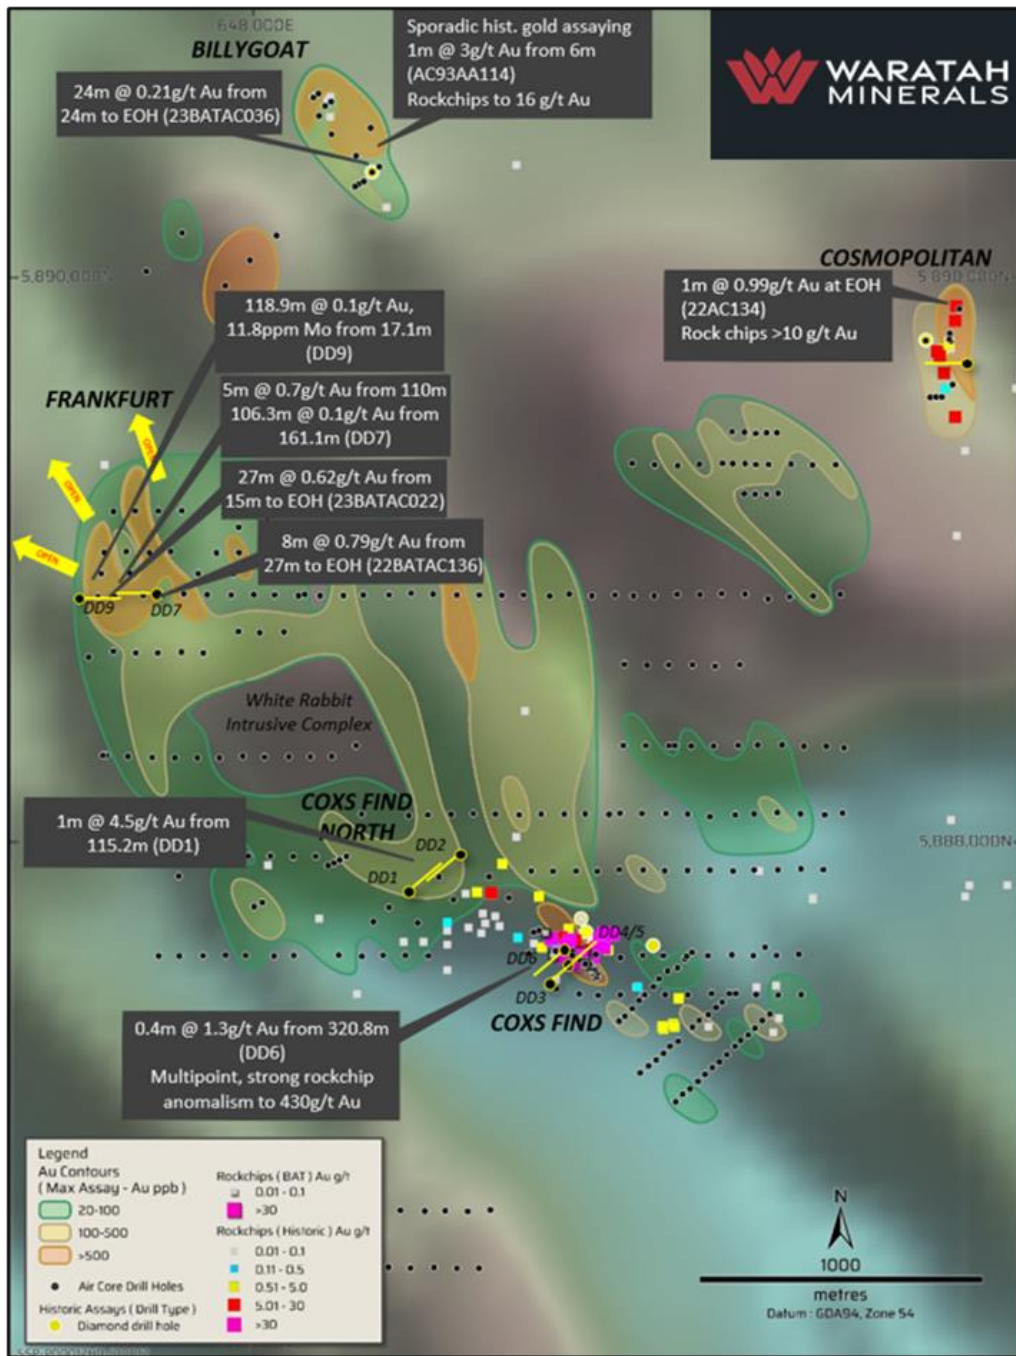 648,000E
BILLYGOAT
Sporadic hist. gold assaying
1m @ 3g/t Au from 6m
(AC93AA114)
Rockchips to 16 g/t Au
WARATAH
MINERALS
24m @ 0.21g/t Au from
24m to EOH (23BATAC036)
5,890,000N
COSMOPOLITAN
5,890,000N
1m @ 0.99g/t Au at EOH
(22AC134)
Rock chips >10 g/t Au
118.9m @ 0.1g/t Au,
11.8ppm Mo from 17.1m
(DD9)
FRANKFURT
5m @ 0.7g/t Au from 110m
106.3m @ 0.1g/t Au from
161.1m (DD7)
OPEN
OPEN
OPEN
27m @ 0.62g/t Au from
15m to EOH (23BATAC022)
8m @ 0.79g/t Au from
27m to EOH (22BATAC136)
DD9
DD7
White Rabbit
Intrusive Complex
COXS FIND
NORTH
1m @ 4.5g/t Au from
115.2m (DD1)
DD2
DD1
5,888,000N
DD4/5
DD6
DD3
COXS FIND
0.4m @ 1.3g/t Au from 320.8m
(DD6)
Multipoint, strong rockchip
anomalism to 430g/t Au
Legend
Au Contours
( Max Assay - Au ppb )
20-100
100-500
>500
Air Core Drill Holes
Historic Assays ( Drill Type )
Diamond drill hole
Rockchips ( BAT ) Au g/t
0.01 - 0.1
>30
Rockchips ( Historic ) Au g/t
0.01 - 0.1
0.11 - 0.5
0.51 - 5.0
5.01 - 30
>30
N
1000
metres
Datum : GDA94, Zone 54